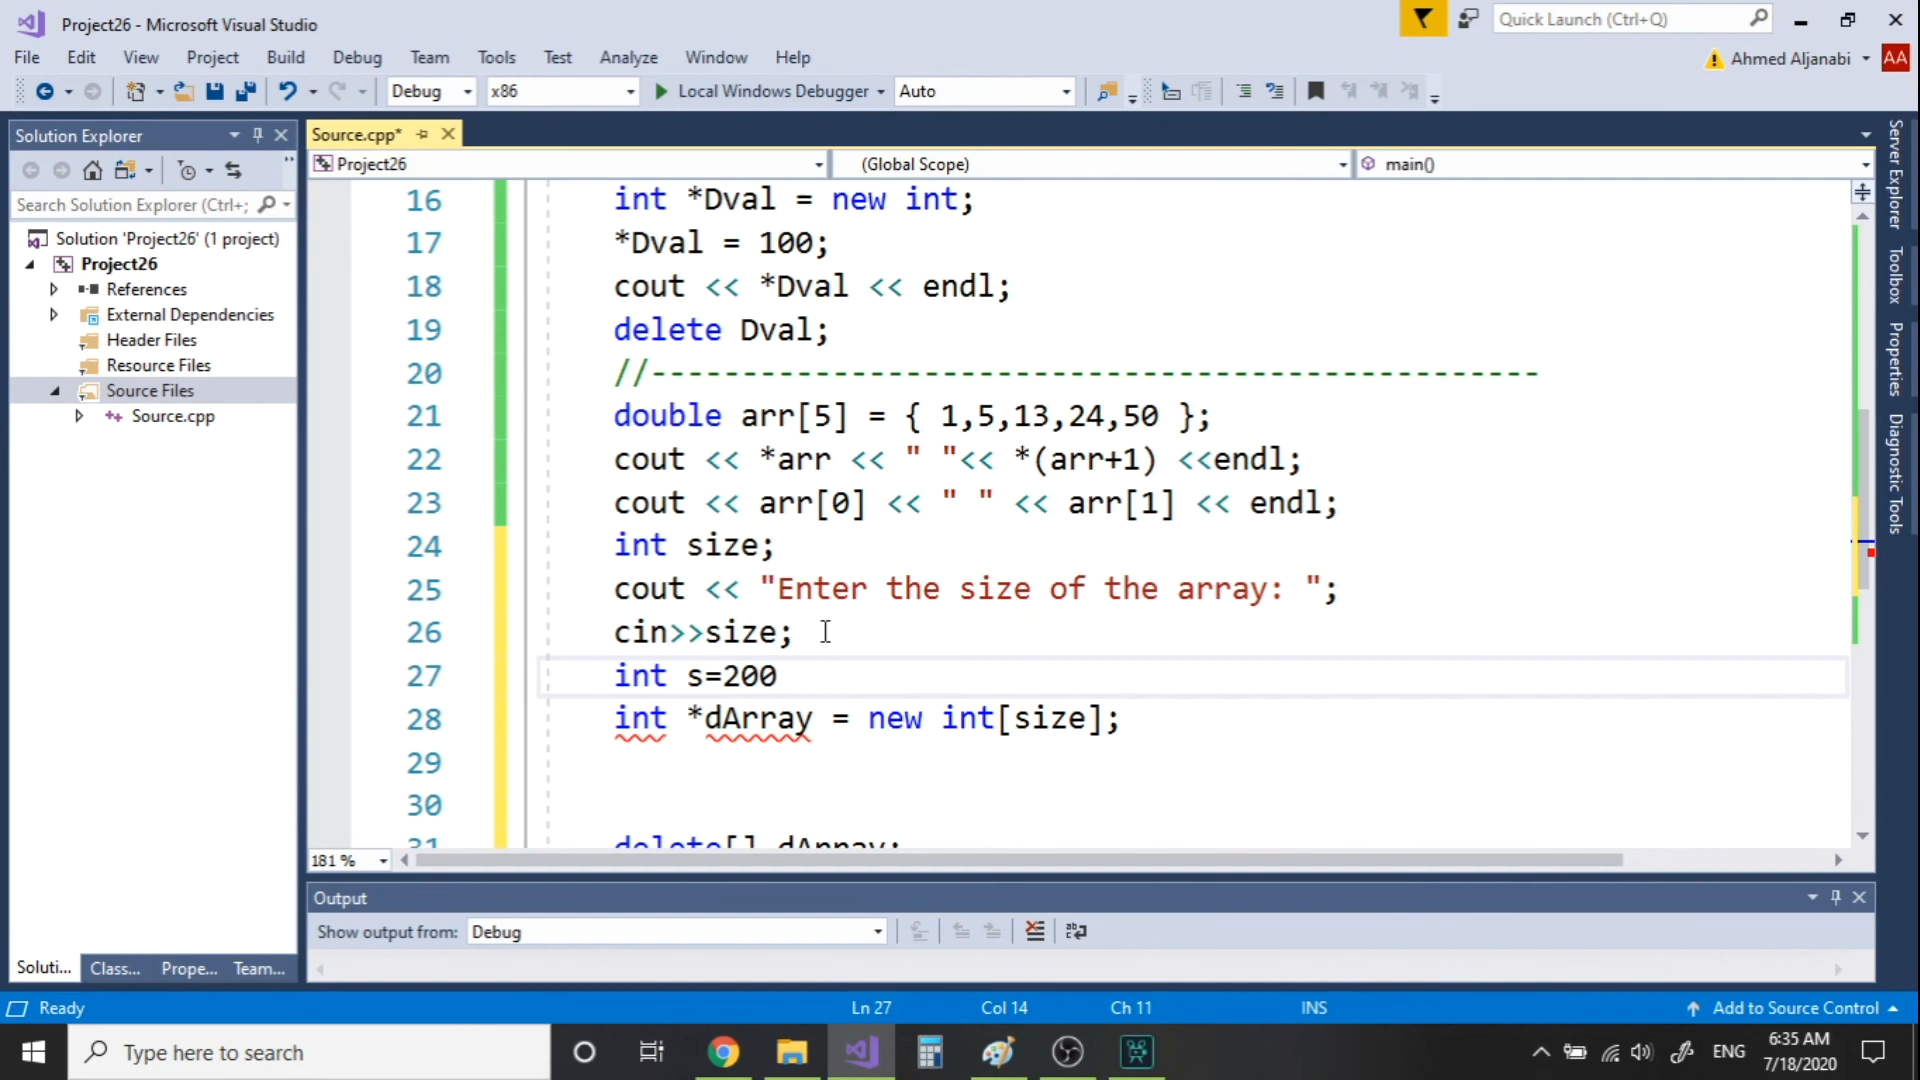 Project26 - Microsoft Visual Studio
Quick Launch (Ctrl+Q)
File Edit View Project Build Debug Team Tools Test Analyze Window Help
Ahmed Aljanabi AA
Debug x86 Local Windows Debugger Auto
Solution Explorer
Source.cpp*
Project26 (Global Scope) main()
Search Solution Explorer (Ctrl+;
Solution 'Project26' (1 project)
Project26
References
External Dependencies
Header Files
Resource Files
Source Files
Source.cpp
16 int *Dval = new int;
17 *Dval = 100;
18 cout << *Dval << endl;
19 delete Dval;
20 //-------------------------------------------------
21 double arr[5] = { 1,5,13,24,50 };
22 cout << *arr << " "<< *(arr+1) <<endl;
23 cout << arr[0] << " " << arr[1] << endl;
24 int size;
25 cout << "Enter the size of the array: ";
26 cin>>size;
27 int s=200
28 int *dArray = new int[size];
29
30
31 delete[] dArray;
Server Explorer
Toolbox
Properties
Diagnostic Tools
181 %
Output
Show output from: Debug
Soluti... Class... Prope... Team...
Ready Ln 27 Col 14 Ch 11 INS Add to Source Control
Type here to search
ENG
6:35 AM
7/18/2020